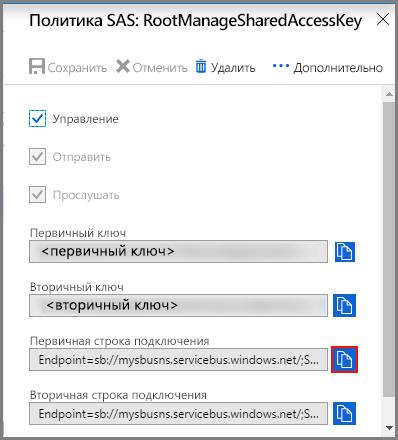 Политика SAS: RootManageSharedAccessKey
Сохранить Отменить Удалить ··· Дополнительно
Управление
Отправить
Прослушать
Первичный ключ
<первичный ключ>
Вторичный ключ
<вторичный ключ>
Первичная строка подключения
Endpoint=sb://mysbusns.servicebus.windows.net/;S...
Вторичная строка подключения
Endpoint=sb://mysbusns.servicebus.windows.net/;S...